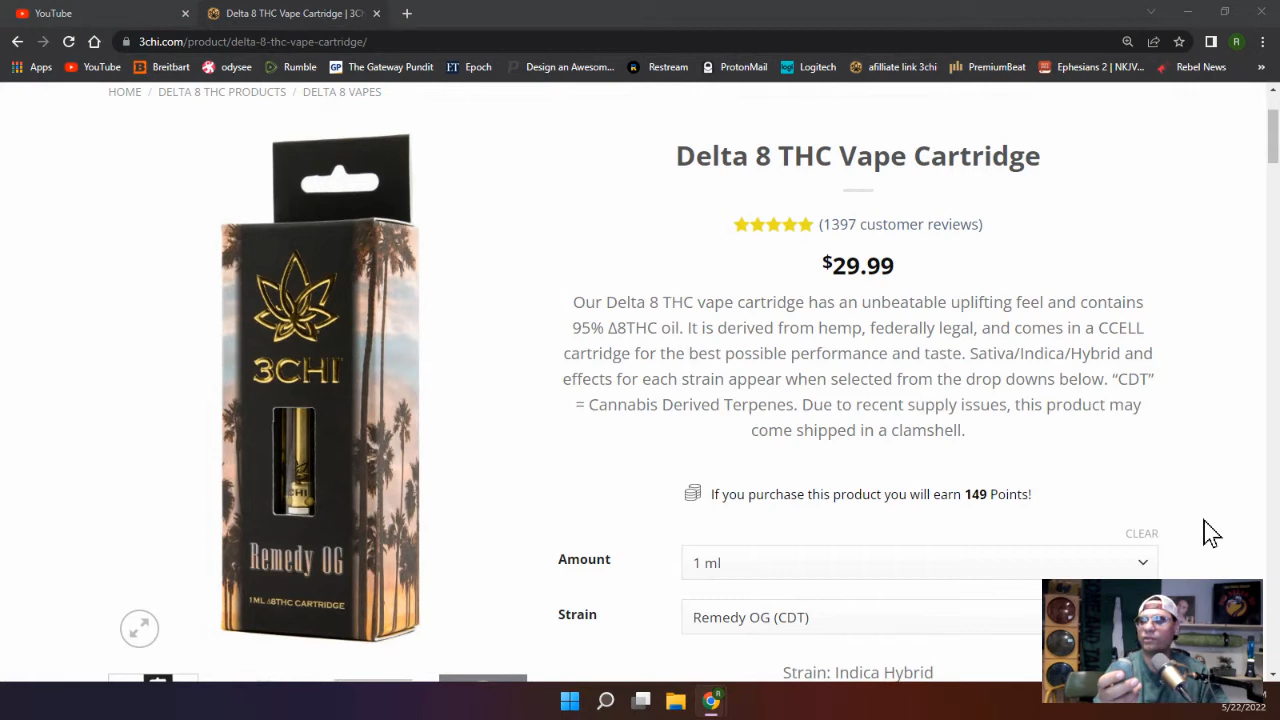 YouTube
Delta 8 THC Vape Cartridge | 3Ch
3chi.com/product/delta-8-thc-vape-cartridge/
R
Apps YouTube Breitbart odysee Rumble GP The Gateway Pundit ET Epoch Design an Awesom... Restream ProtonMail logi Logitech afilliate link 3chi PremiumBeat Ephesians 2 | NKJV... Rebel News »
HOME / DELTA 8 THC PRODUCTS / DELTA 8 VAPES
Delta 8 THC Vape Cartridge
(1397 customer reviews)
$29.99
Our Delta 8 THC vape cartridge has an unbeatable uplifting feel and contains
95% Δ8THC oil. It is derived from hemp, federally legal, and comes in a CCELL
cartridge for the best possible performance and taste. Sativa/Indica/Hybrid and
effects for each strain appear when selected from the drop downs below. “CDT”
= Cannabis Derived Terpenes. Due to recent supply issues, this product may
come shipped in a clamshell.
If you purchase this product you will earn 149 Points!
CLEAR
Amount
1 ml
Strain
Remedy OG (CDT)
Strain: Indica Hybrid
3CHI
Remedy OG
1ML Δ8THC CARTRIDGE
5/22/2022